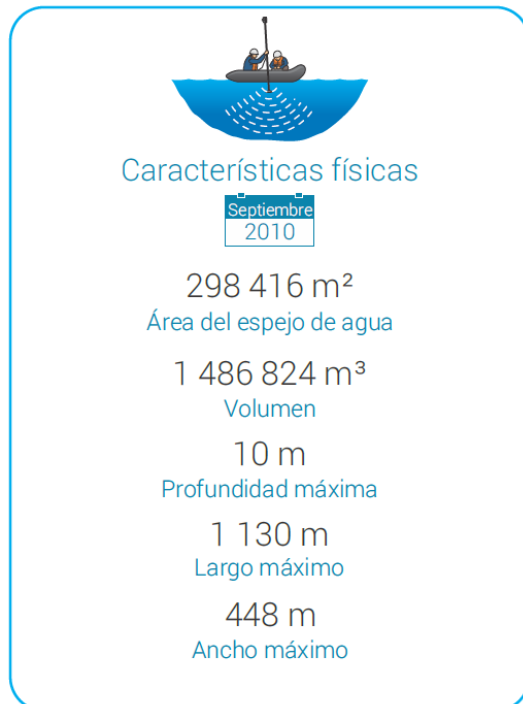 Características físicas
Septiembre
2010
298 416 m²
Área del espejo de agua
1 486 824 m³
Volumen
10 m
Profundidad máxima
1 130 m
Largo máximo
448 m
Ancho máximo